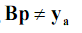 Bp ≠ yₐ